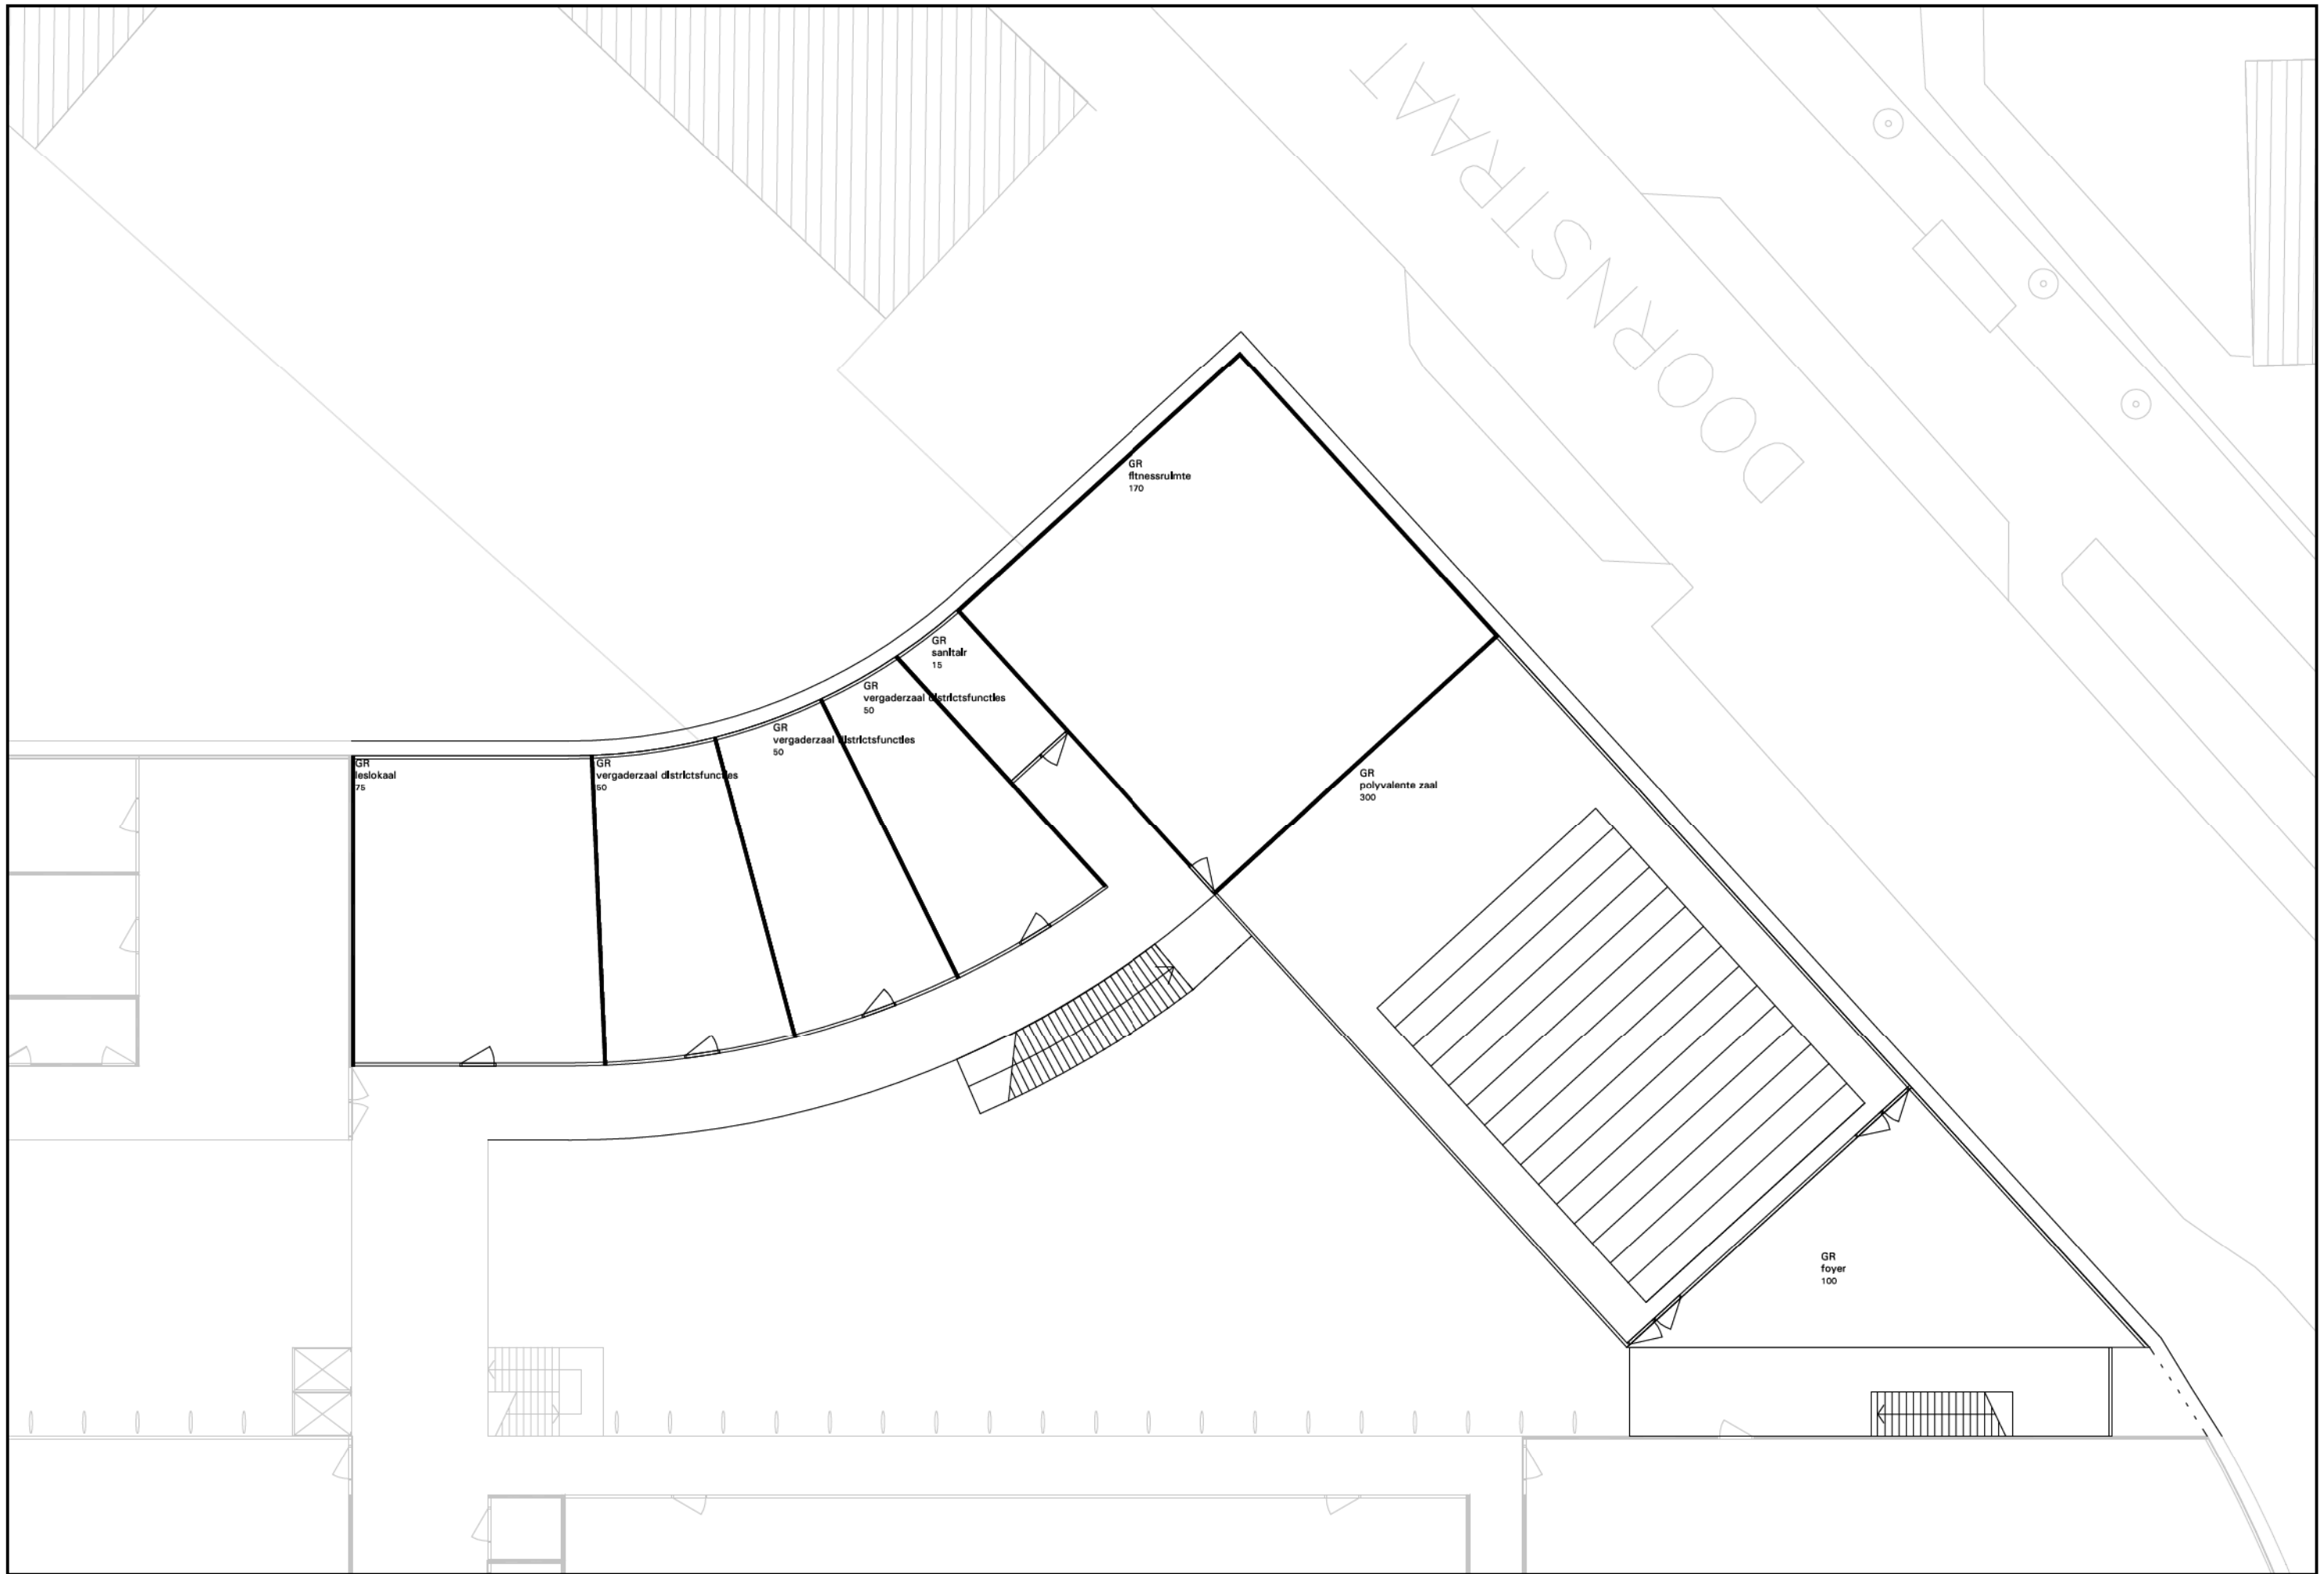 DOORNSTRAAT
GR
fitnessruimte
170
GR
sanitair
15
GR
vergaderzaal districtsfuncties
50
GR
vergaderzaal districtsfuncties
50
GR
leslokaal
75
GR
vergaderzaal districtsfuncties
50
GR
polyvalente zaal
300
GR
foyer
100